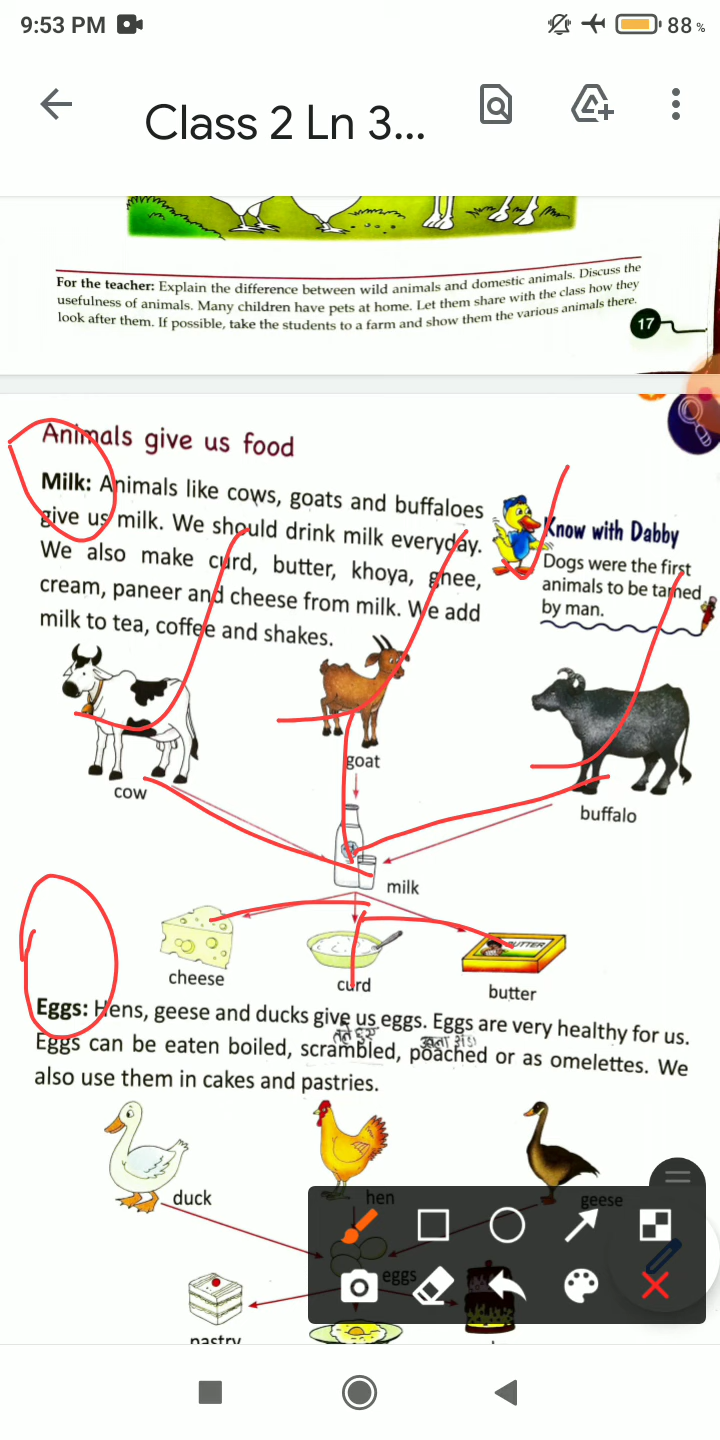 9:53 PM
88 %
Class 2 Ln 3...
For the teacher: Explain the difference between wild animals and domestic animals. Discuss the
usefulness of animals. Many children have pets at home. Let them share with the class how they
look after them. If possible, take the students to a farm and show them the various animals there.
17
Animals give us food
Milk: Animals like cows, goats and buffaloes
give us milk. We should drink milk everyday.
We also make curd, butter, khoya, ghee,
cream, paneer and cheese from milk. We add
milk to tea, coffee and shakes.
Know with Dabby
Dogs were the first
animals to be tamed
by man.
cow
goat
buffalo
milk
cheese
curd
BUTTER
butter
Eggs: Hens, geese and ducks give us eggs. Eggs are very healthy for us.
Eggs can be eaten boiled, scrambled, poached or as omelettes. We
also use them in cakes and pastries.
duck
hen
geese
eggs
pastry